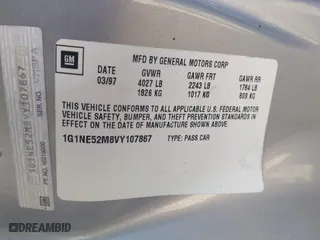 GM
MFD BY GENERAL MOTORS CORP
DATE GVWR GAWR FRT GAWR RR
03/97 4027 LB 2243 LB 1784 LB
1826 KG 1017 KG 809 KG
THIS VEHICLE CONFORMS TO ALL APPLICABLE U.S. FEDERAL
MOTOR VEHICLE SAFETY, BUMPER, AND THEFT PREVENTION
STANDARDS IN EFFECT ON THE DATE OF MANUFACTURE
SHOWN ABOVE.
1G1NE52M8VY107867 TYPE: PASS CAR
1G1NE52M8VY107867